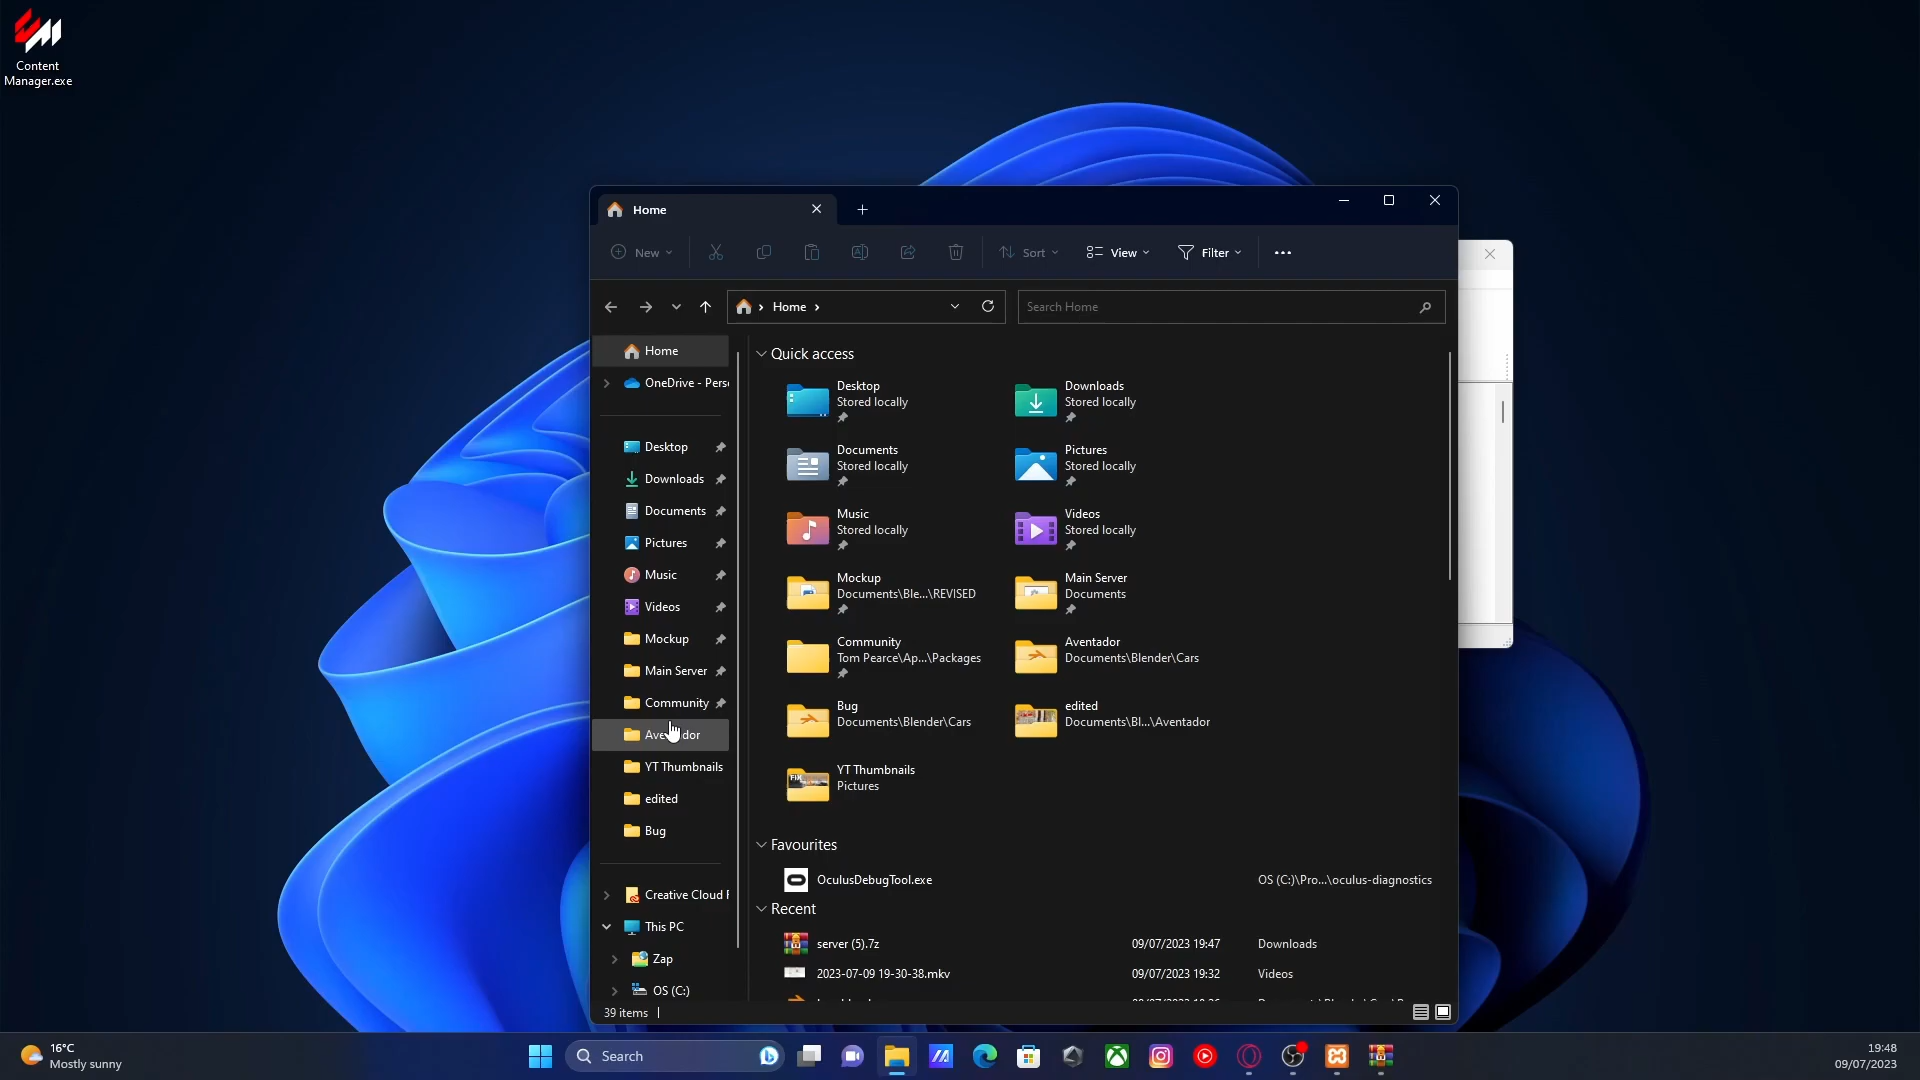 Content
Manager.exe
Home
New
Sort
View
Filter
Home
Search Home
Home
OneDrive - Pers
Desktop
Downloads
Documents
Pictures
Music
Videos
Mockup
Main Server
Community
YT Thumbnails
edited
Bug
Creative Cloud F
This PC
Zap
OS (C:)
Quick access
Desktop
Stored locally
Downloads
Stored locally
Documents
Stored locally
Pictures
Stored locally
Music
Stored locally
Videos
Stored locally
Mockup
Documents\Ble...\REVISED
Main Server
Documents
Community
Tom Pearce\Ap...\Packages
Aventador
Documents\Blender\Cars
Bug
Documents\Blender\Cars
edited
Documents\Bl...\Aventador
YT Thumbnails
Pictures
Favourites
OculusDebugTool.exe
OS (C:)\Pro...\oculus-diagnostics
Recent
server (5).7z
09/07/2023 19:47
Downloads
2023-07-09 19-30-38.mkv
09/07/2023 19:32
Videos
39 items
16°C
Mostly sunny
Search
19:48
09/07/2023